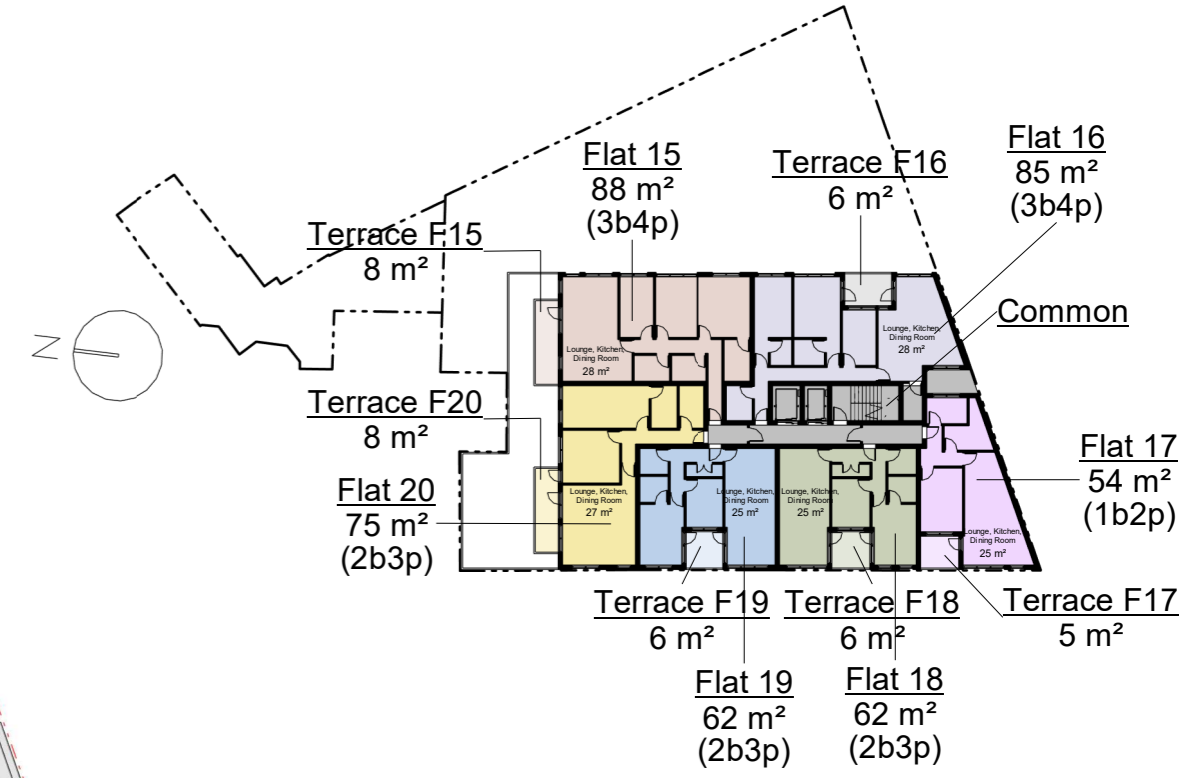 Flat 15
88 m²
(3b4p)
Terrace F16
6 m²
Flat 16
85 m²
(3b4p)
Terrace F15
8 m²
Common
Lounge, Kitchen,
Dining Room
28 m²
Lounge, Kitchen,
Dining Room
28 m²
N
Terrace F20
8 m²
Flat 20
75 m²
(2b3p)
Lounge, Kitchen,
Dining Room
27 m²
Lounge, Kitchen,
Dining Room
25 m²
Lounge, Kitchen,
Dining Room
25 m²
Lounge, Kitchen,
Dining Room
25 m²
Flat 17
54 m²
(1b2p)
Terrace F19
6 m²
Terrace F18
6 m²
Terrace F17
5 m²
Flat 19
62 m²
(2b3p)
Flat 18
62 m²
(2b3p)